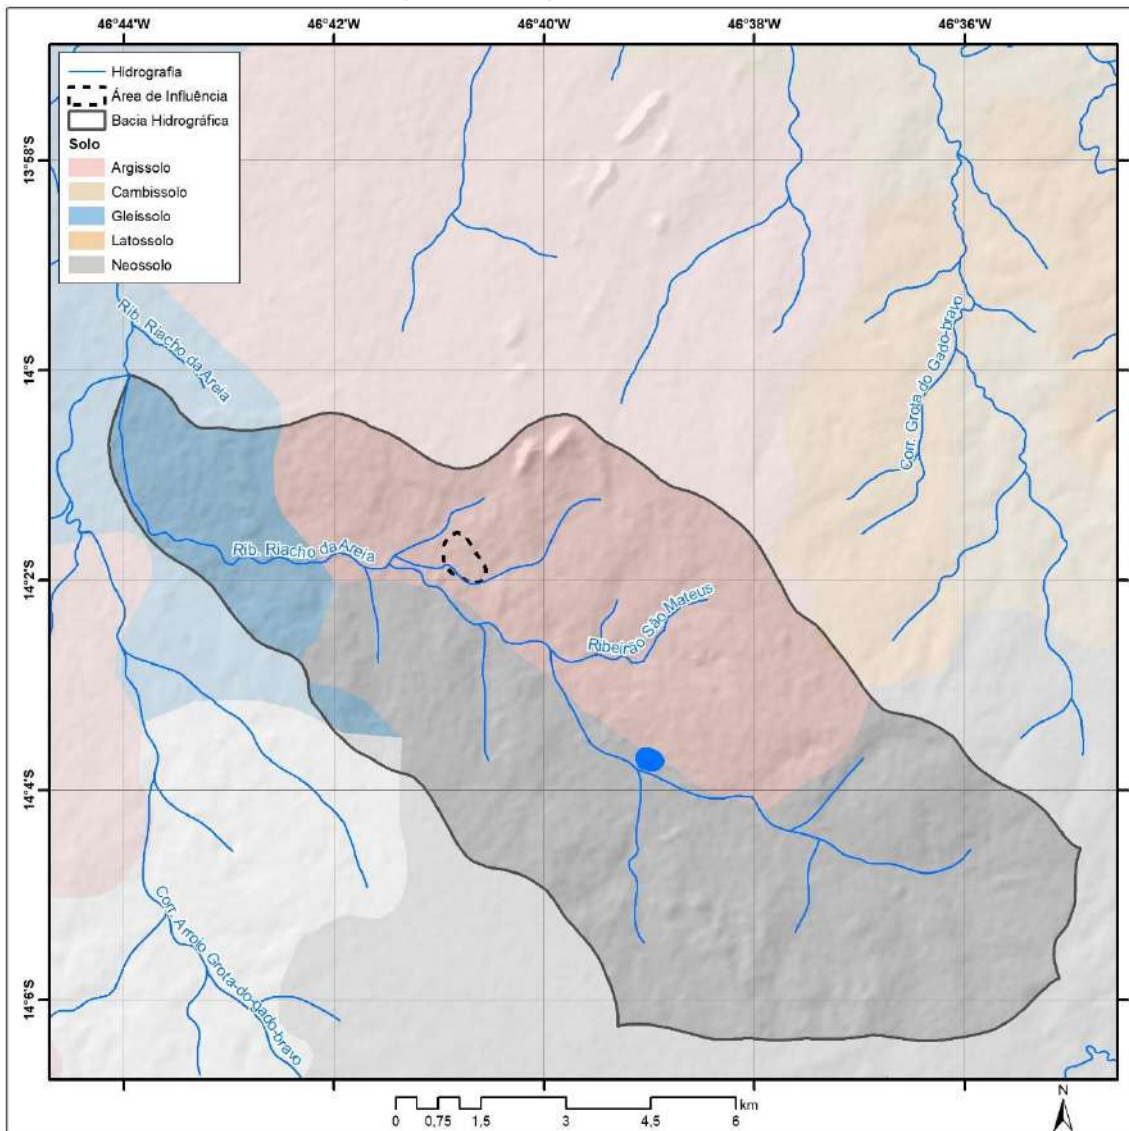 46°44'W 46°42'W 46°40'W 46°38'W 46°36'W
Hidrografia
Área de Influência
Bacia Hidrográfica
Solo
Argissolo
Cambissolo
Gleissolo
Latossolo
Neossolo
13°58'S
14°S
14°2'S
14°4'S
14°6'S
Rib. Riacho da Areia
Corr. Grota do Gado-bravo
Rib. Riacho da Areia
Ribeirão São Mateus
Corr. Arroio Grota-do-gado-bravo
N
km
0 0,75 1,5 3 4,5 6